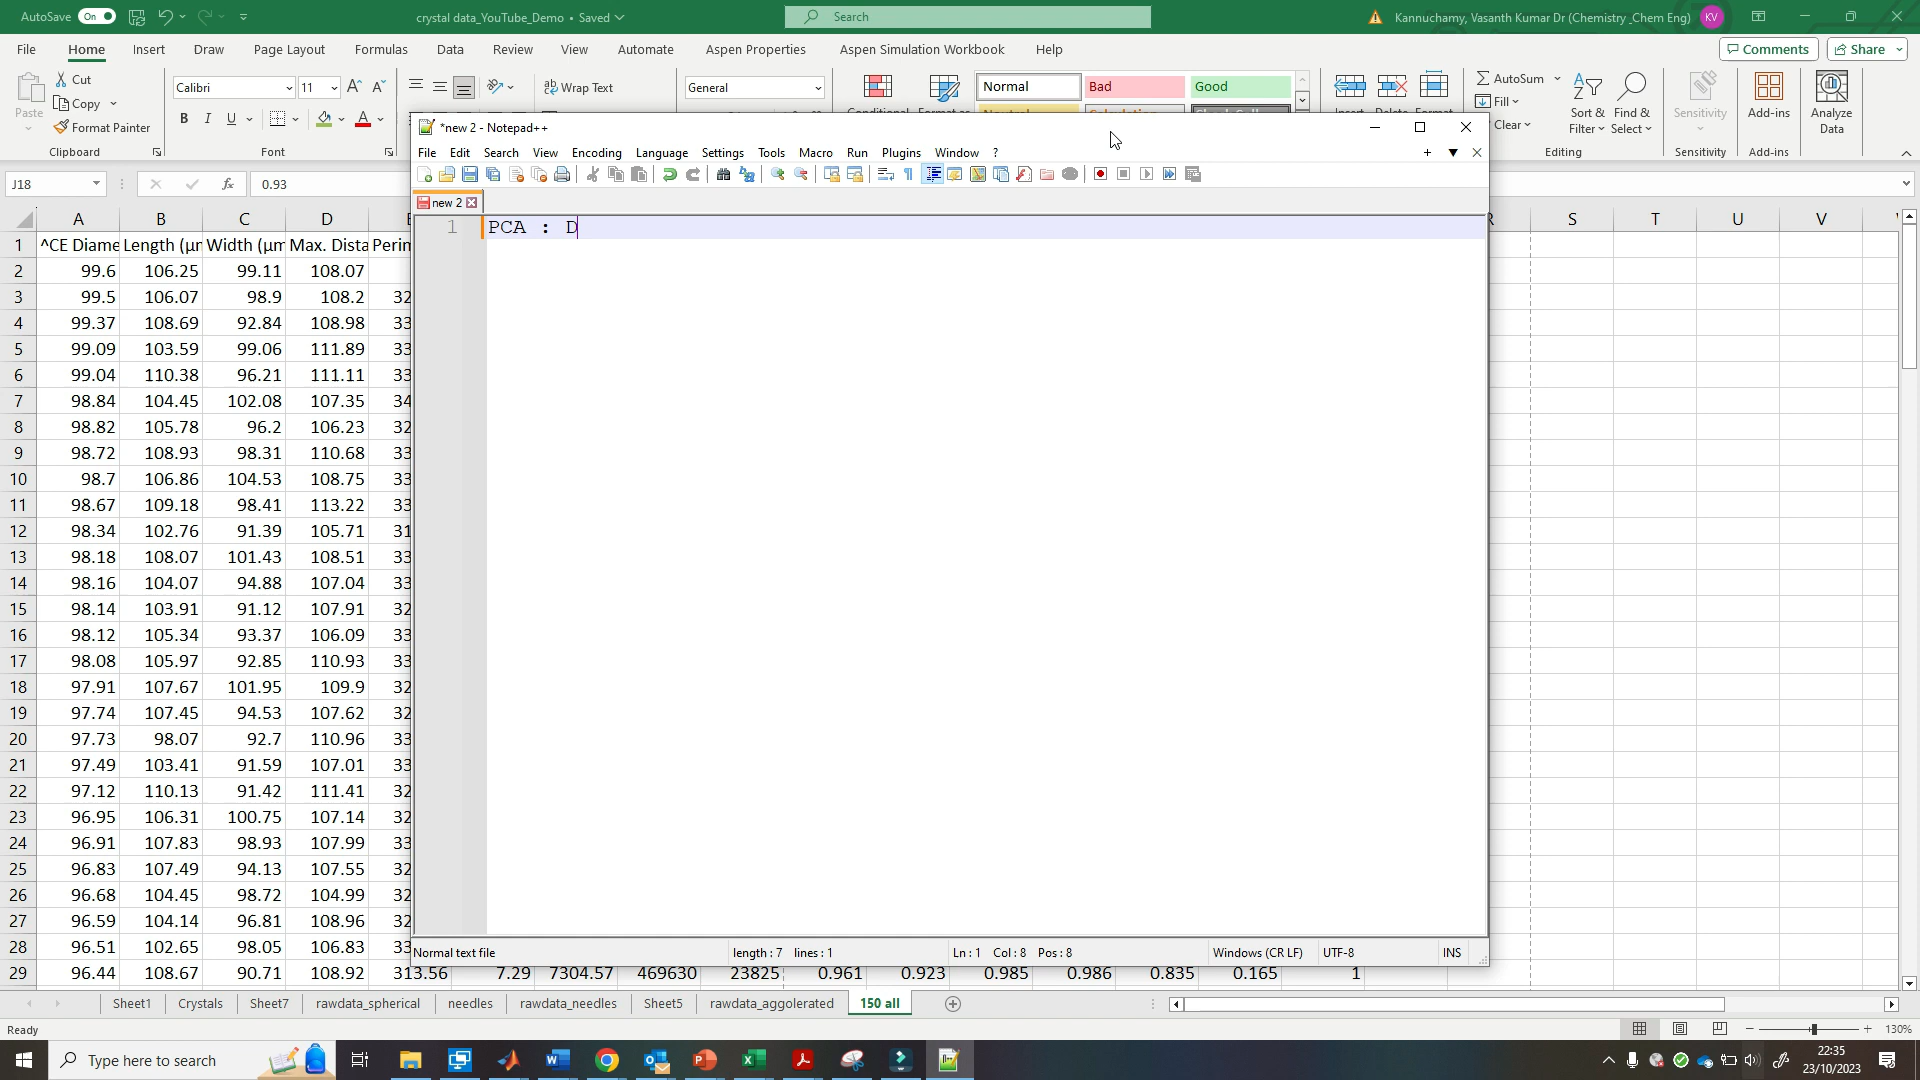 AutoSave On crystal data_YouTube_Demo • Saved Search Kannuchamy, Vasanth Kumar Dr (Chemistry _Chem Eng) KV
File Home Insert Draw Page Layout Formulas Data Review View Automate Aspen Properties Aspen Simulation Workbook Help Comments Share
Paste Cut Copy Format Painter Clipboard
Calibri 11 B I U A Font
ab Wrap Text General
Normal Bad Good
AutoSum Fill Clear Sort & Filter Find & Select Editing
Sensitivity Sensitivity Add-ins Add-ins Analyze Data
J18 fx 0.93
*new 2 - Notepad++
File Edit Search View Encoding Language Settings Tools Macro Run Plugins Window ?
new 2
1 PCA : D
A B C D S T U V
1 ^CE Diame Length (µm Width (µm Max. Dista Perim
2 99.6 106.25 99.11 108.07
3 99.5 106.07 98.9 108.2 32
4 99.37 108.69 92.84 108.98 33
5 99.09 103.59 99.06 111.89 33
6 99.04 110.38 96.21 111.11 33
7 98.84 104.45 102.08 107.35 34
8 98.82 105.78 96.2 106.23 32
9 98.72 108.93 98.31 110.68 33
10 98.7 106.86 104.53 108.75 33
11 98.67 109.18 98.41 113.22 33
12 98.34 102.76 91.39 105.71 31
13 98.18 108.07 101.43 108.51 33
14 98.16 104.07 94.88 107.04 33
15 98.14 103.91 91.12 107.91 32
16 98.12 105.34 93.37 106.09 33
17 98.08 105.97 92.85 110.93 33
18 97.91 107.67 101.95 109.9 32
19 97.74 107.45 94.53 107.62 32
20 97.73 98.07 92.7 110.96 33
21 97.49 103.41 91.59 107.01 33
22 97.12 110.13 91.42 111.41 32
23 96.95 106.31 100.75 107.14 32
24 96.91 107.83 98.93 107.99 33
25 96.83 107.49 94.13 107.55 32
26 96.68 104.45 98.72 104.99 32
27 96.59 104.14 96.81 108.96 32
28 96.51 102.65 98.05 106.83 33
29 96.44 108.67 90.71 108.92 313.56 7.29 7304.57 469630 23825 0.961 0.923 0.985 0.986 0.835 0.165 1
Normal text file length : 7 lines : 1 Ln : 1 Col : 8 Pos : 8 Windows (CR LF) UTF-8 INS
Sheet1 Crystals Sheet7 rawdata_spherical needles rawdata_needles Sheet5 rawdata_aggolerated 150 all
Ready 130%
Type here to search 22:35
23/10/2023